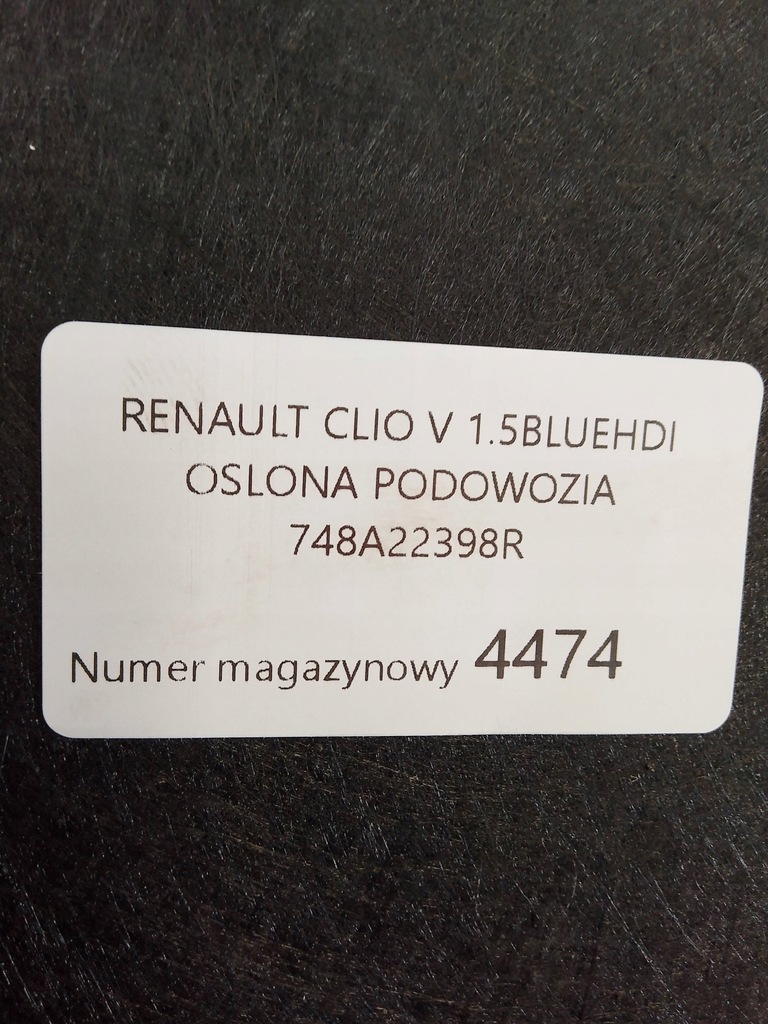 RENAULT CLIO V 1.5BLUEHDI
OSLONA PODOWOZIA
748A22398R
Numer magazynowy 4474